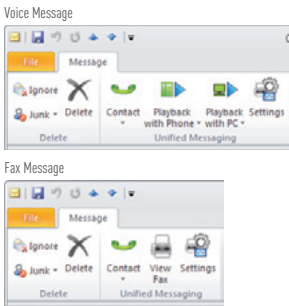 Voice Message
File Message
Ignore
Junk Delete Contact Playback with Phone Playback with PC Settings
Delete Unified Messaging
Fax Message
File Message
Ignore
Junk Delete Contact View Fax Settings
Delete Unified Messaging